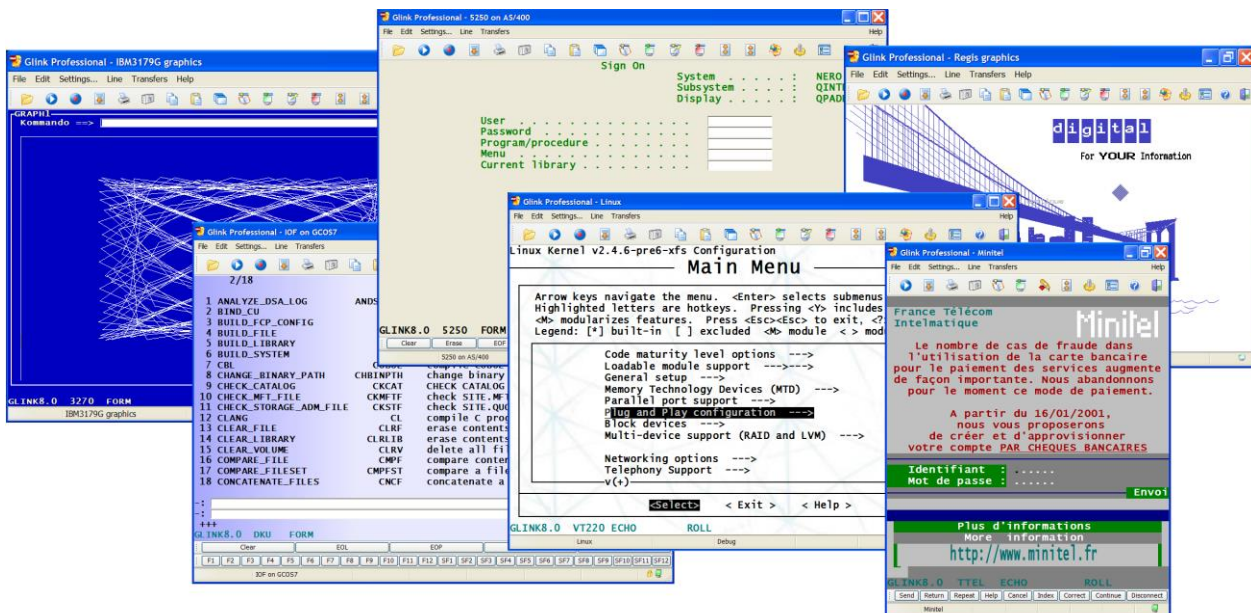 Glink Professional - IBM3179G graphics
File Edit Settings... Line Transfers Help
GRAPH1
Kommando ==>
GLINK8.0 3270 FORM
IBM3179G graphics
Glink Professional - 5250 on AS/400
File Edit Settings... Line Transfers Help
Sign On
System . . . . . : NERO
Subsystem . . . . : QINT
Display . . . . . : QPAD
User . . . . . . . . . . . . . .
Password . . . . . . . . . . . .
Program/procedure . . . . . . . .
Menu . . . . . . . . . . . . . .
Current library . . . . . . . . .
GLINK8.0 5250 FORM
Clear Erase EOF
5250 on AS/400
Glink Professional - Regis graphics
File Edit Settings... Line Transfers Help
digital
For YOUR Information
Glink Professional - IOF on GCOS7
File Edit Settings... Line Transfers
2/18
1 ANALYZE_DSA_LOG ANDS
2 BIND_CU
3 BUILD_FCP_CONFIG
4 BUILD_FILE
5 BUILD_LIBRARY
6 BUILD_SYSTEM
7 CBL
8 CHANGE_BINARY_PATH CHBINPTH change binary
9 CHECK_CATALOG CKCAT CHECK CATALOG
10 CHECK_MFT_FILE CKMFTF check SITE.MFT
11 CHECK_STORAGE_ADM_FILE CKSTF check SITE.QUO
12 CLANG CL compile C prog
13 CLEAR_FILE CLRF erase contents
14 CLEAR_LIBRARY CLRLIB erase contents
15 CLEAR_VOLUME CLRV delete all fil
16 COMPARE_FILE CMPF compare conten
17 COMPARE_FILESET CMPFST compare a file
18 CONCATENATE_FILES CNCF concatenate a
-:
-:
+++
GLINK8.0 DKU FORM
Clear EOL EOP
F1 F2 F3 F4 F5 F6 F7 F8 F9 F10 F11 F12 SF1 SF2 SF3 SF4 SF5 SF6 SF7 SF8 SF9 SF10 SF11 SF12
IOF on GCOS7
Glink Professional - Linux
File Edit Settings... Line Transfers Help
Linux Kernel v2.4.6-pre6-xfs Configuration
Main Menu
Arrow keys navigate the menu. <Enter> selects submenus
Highlighted letters are hotkeys. Pressing <Y> includes
<M> modularizes features. Press <Esc><Esc> to exit, <?
Legend: [*] built-in [ ] excluded <M> module < > mod
Code maturity level options --->
Loadable module support --->--->
General setup --->
Memory Technology Devices (MTD) --->
Parallel port support --->
Plug and Play configuration --->
Block devices --->
Multi-device support (RAID and LVM) --->
Networking options --->
Telephony Support --->
v(+)
<Select> < Exit > < Help >
GLINK8.0 VT220 ECHO ROLL
Linux Debug
Glink Professional - Minitel
File Edit Settings... Line Transfers Help
France Télécom
Intelmatique
Minitel
Le nombre de cas de fraude dans
l'utilisation de la carte bancaire
pour le paiement des services augmente
de façon importante. Nous abandonnons
pour le moment ce mode de paiement.
A partir du 16/01/2001,
nous vous proposerons
de créer et d'approvisionner
votre compte PAR CHEQUES BANCAIRES
Identifiant : ......
Mot de passe : ......
Envoi
Plus d'informations
More information
http://www.minitel.fr
GLINK8.0 TTEL ECHO ROLL
Send Return Repeat Help Cancel Index Correct Continue Disconnect
Minitel